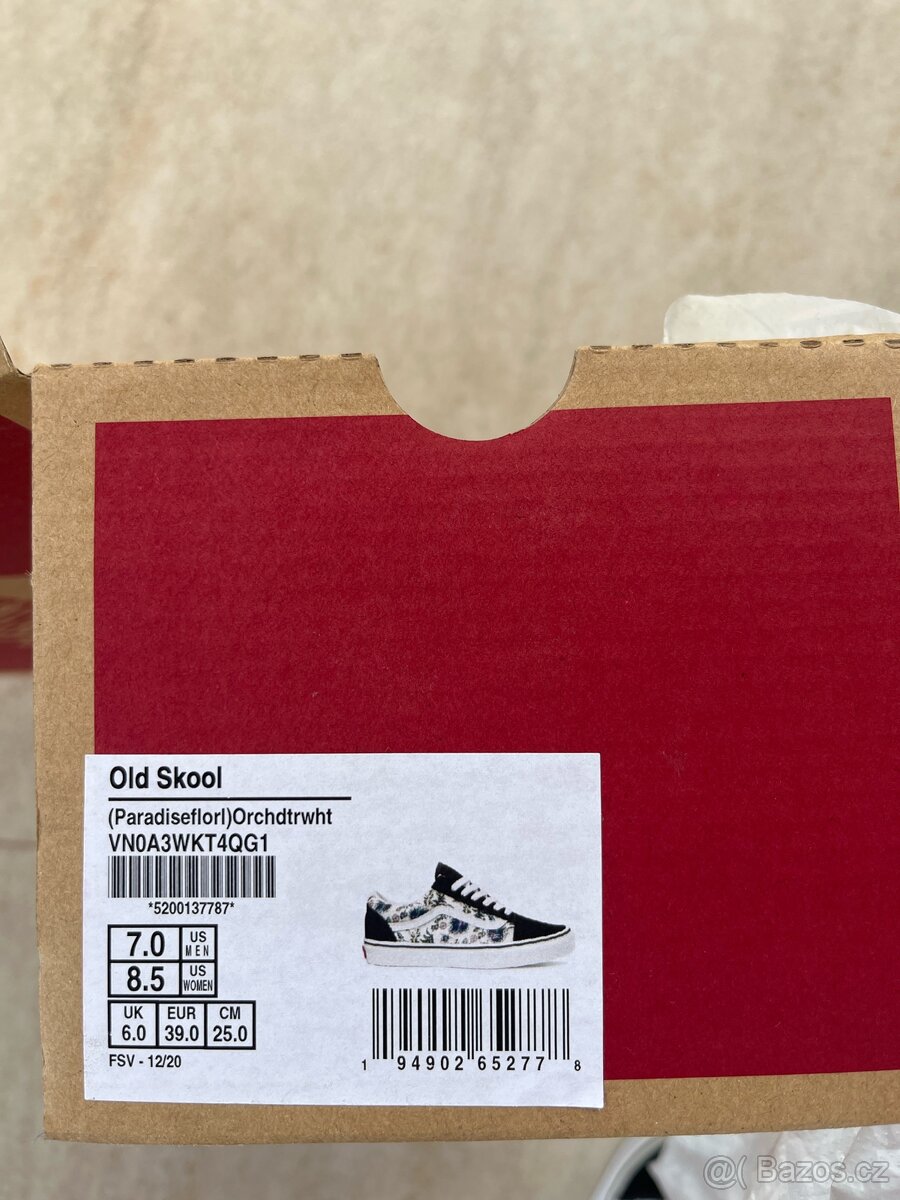 Old Skool
(Paradiseflorl)Orchdtrwht
VN0A3WKT4QG1
*5200137787*
7.0 US MEN
8.5 US WOMEN
UK EUR CM
6.0 39.0 25.0
FSV - 12/20
1 94902 65277 8
@( Bazos.cz